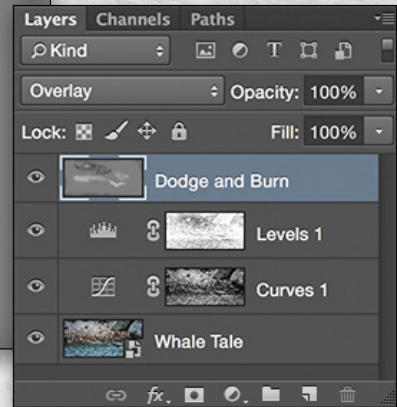 Layers Channels Paths
Kind T
Overlay Opacity: 100%
Lock: Fill: 100%
Dodge and Burn
Levels 1
Curves 1
Whale Tale
fx